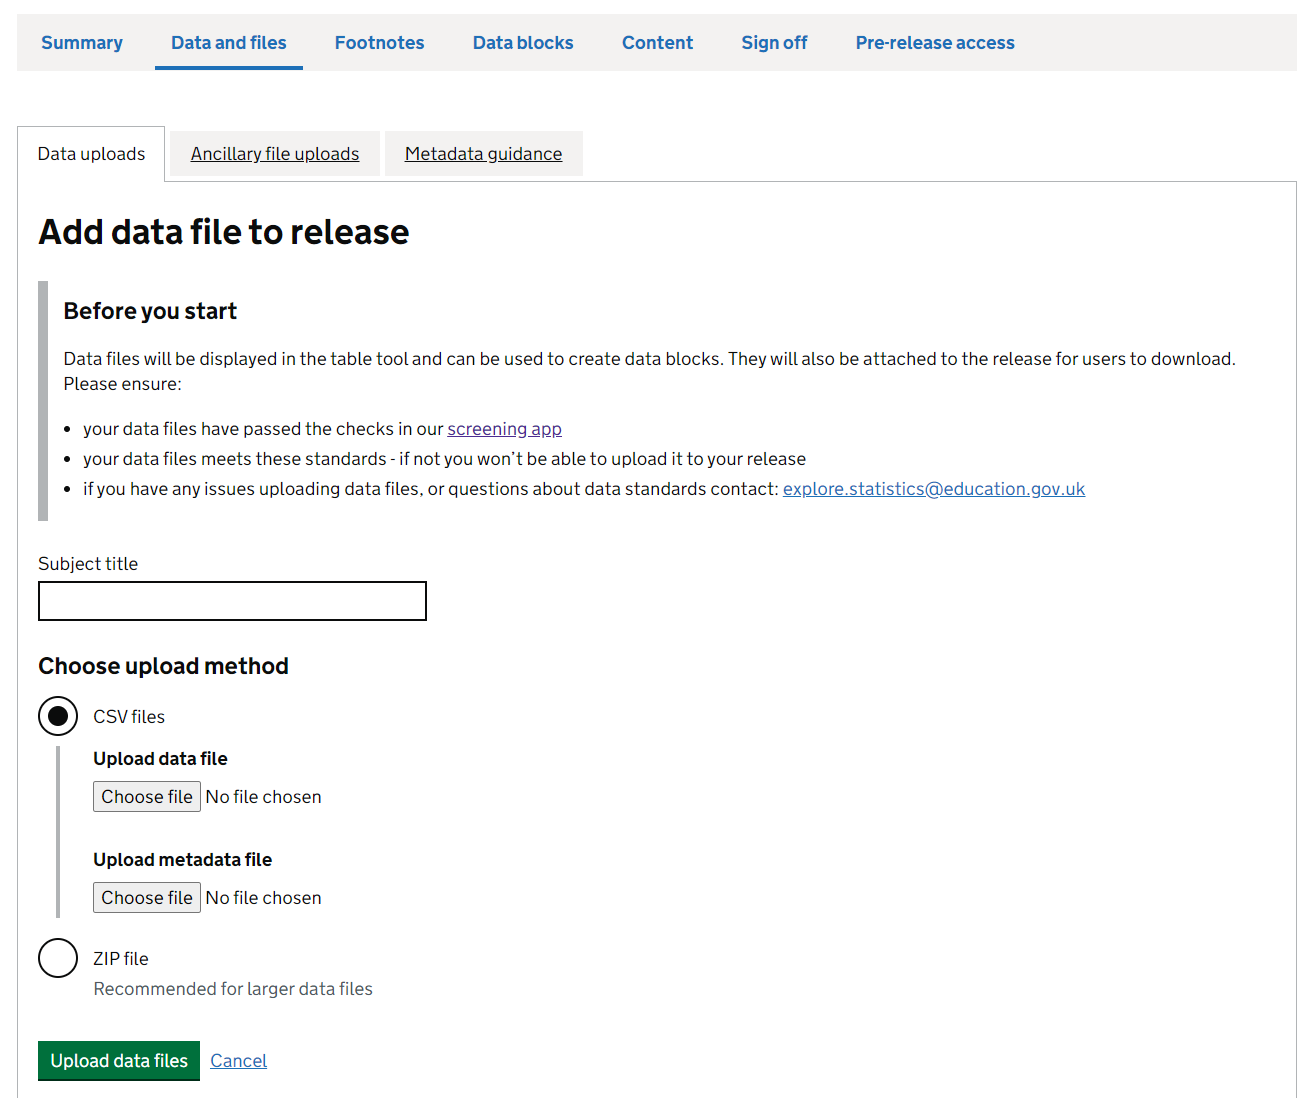 Summary Data and files Footnotes Data blocks Content Sign off Pre-release access
Data uploads Ancillary file uploads Metadata guidance
Add data file to release
Before you start
Data files will be displayed in the table tool and can be used to create data blocks. They will also be attached to the release for users to download.
Please ensure:
• your data files have passed the checks in our screening app
• your data files meets these standards - if not you won’t be able to upload it to your release
• if you have any issues uploading data files, or questions about data standards contact: explore.statistics@education.gov.uk
Subject title
Choose upload method
CSV files
Upload data file
Choose file No file chosen
Upload metadata file
Choose file No file chosen
ZIP file
Recommended for larger data files
Upload data files Cancel